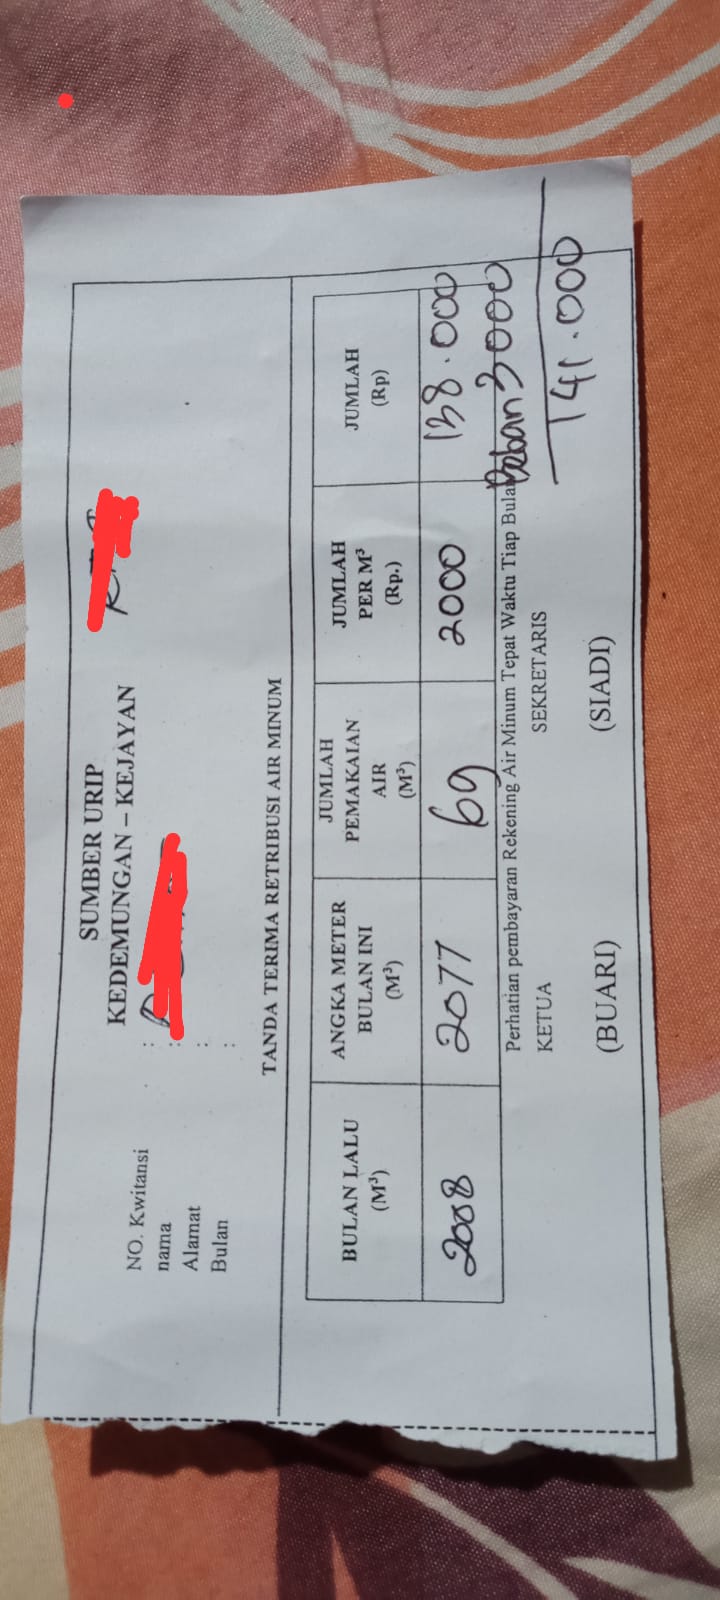 SUMBER URIP
KEDEMUNGAN – KEJAYAN
NO. Kwitansi :
nama :
Alamat :
Bulan :
TANDA TERIMA RETRIBUSI AIR MINUM
BULAN LALU (M³) ANGKA METER BULAN INI (M³) JUMLAH PEMAKAIAN AIR (M³) JUMLAH PER M³ (Rp.) JUMLAH (Rp)
2008 2077 69 2000 138.000
Perhatian pembayaran Rekening Air Minum Tepat Waktu Tiap Bulan
Beban 3000
KETUA SEKRETARIS
141.000
(BUARI) (SIADI)